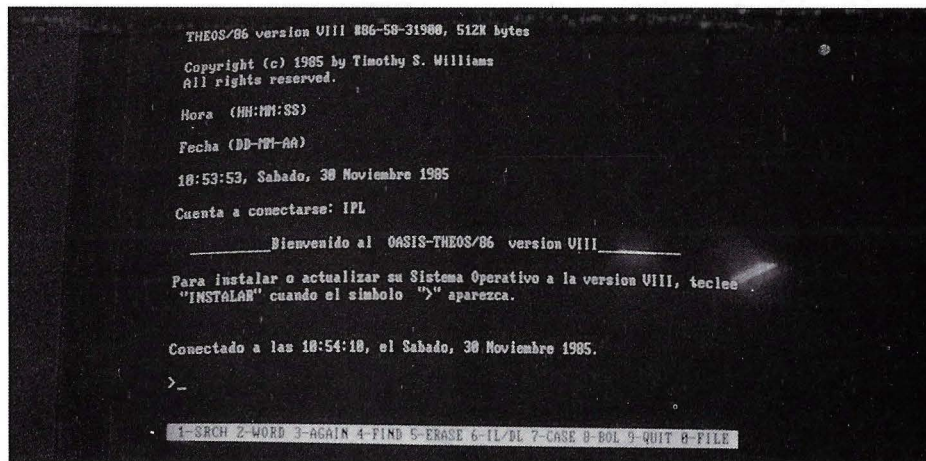 THEOS/86 version VIII #86-58-31900, 512K bytes
Copyright (c) 1985 by Timothy S. Williams
All rights reserved.
Hora (HH:MM:SS)
Fecha (DD-MM-AA)
10:53:53, Sabado, 30 Noviembre 1985
Cuenta a conectarse: IPL
__________Bienvenido al OASIS-THEOS/86 version VIII__________
Para instalar o actualizar su Sistema Operativo a la version VIII, teclee
"INSTALAR" cuando el simbolo ">" aparezca.
Conectado a las 10:54:10, el Sabado, 30 Noviembre 1985.
>_
1-SRCH 2-WORD 3-AGAIN 4-FIND 5-ERASE 6-IL/DL 7-CASE 8-BOL 9-QUIT 0-FILE